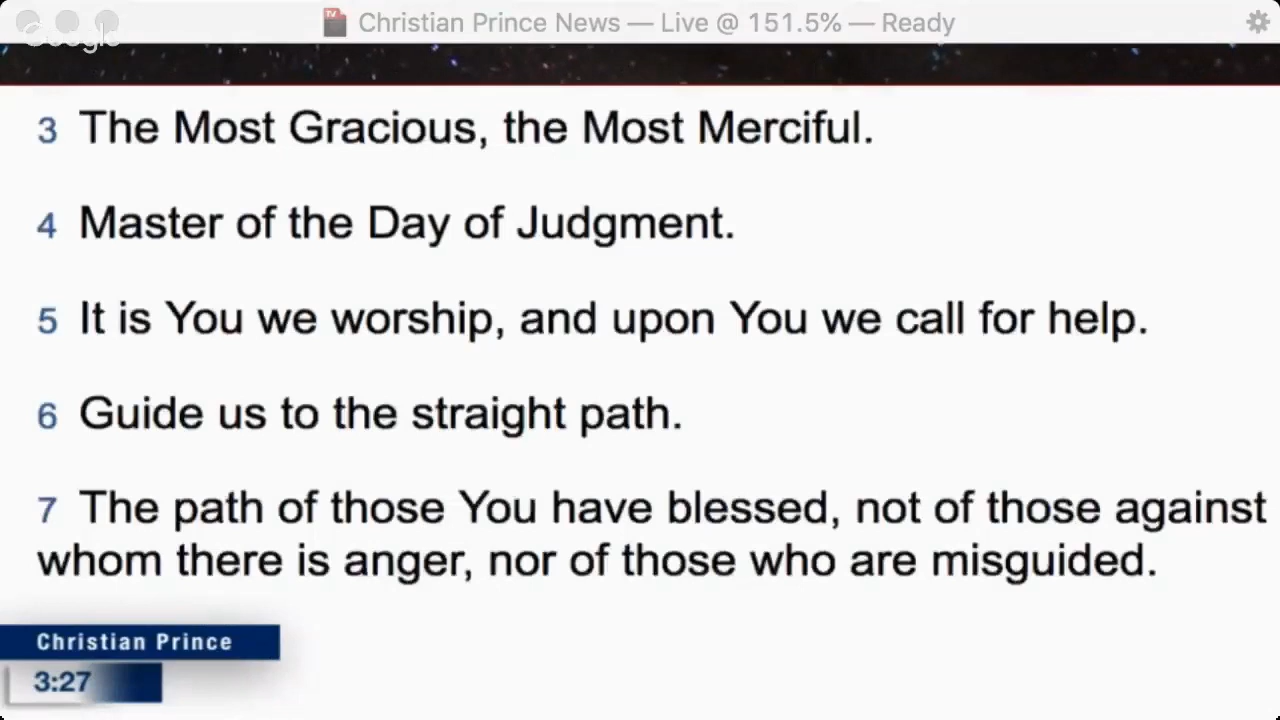 Christian Prince News — Live @ 151.5% — Ready
Google
3 The Most Gracious, the Most Merciful.
4 Master of the Day of Judgment.
5 It is You we worship, and upon You we call for help.
6 Guide us to the straight path.
7 The path of those You have blessed, not of those against
whom there is anger, nor of those who are misguided.
Christian Prince
3:27